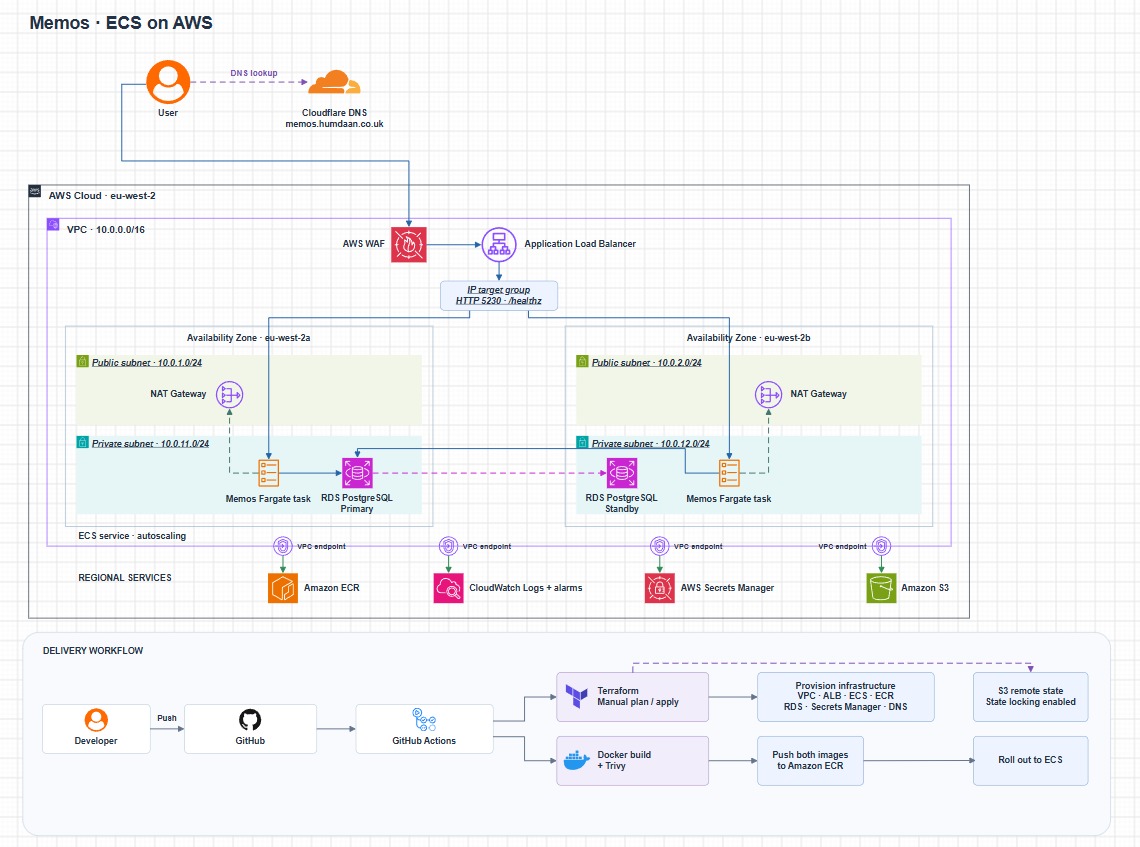 Memos · ECS on AWS
DNS lookup
User
Cloudflare DNS
memos.humdaan.co.uk
aws
AWS Cloud · eu-west-2
VPC · 10.0.0.0/16
AWS WAF
Application Load Balancer
IP target group
HTTP 5230 · /healthz
Availability Zone · eu-west-2a
Availability Zone · eu-west-2b
Public subnet · 10.0.1.0/24
Public subnet · 10.0.2.0/24
NAT Gateway
NAT Gateway
Private subnet · 10.0.11.0/24
Private subnet · 10.0.12.0/24
Memos Fargate task
RDS PostgreSQL
Primary
RDS PostgreSQL
Standby
Memos Fargate task
ECS service · autoscaling
VPC endpoint
VPC endpoint
VPC endpoint
VPC endpoint
REGIONAL SERVICES
Amazon ECR
CloudWatch Logs + alarms
AWS Secrets Manager
Amazon S3
DELIVERY WORKFLOW
Developer
Push
GitHub
GitHub Actions
Terraform
Manual plan / apply
Provision infrastructure
VPC · ALB · ECS · ECR
RDS · Secrets Manager · DNS
S3 remote state
State locking enabled
Docker build
+ Trivy
Push both images
to Amazon ECR
Roll out to ECS